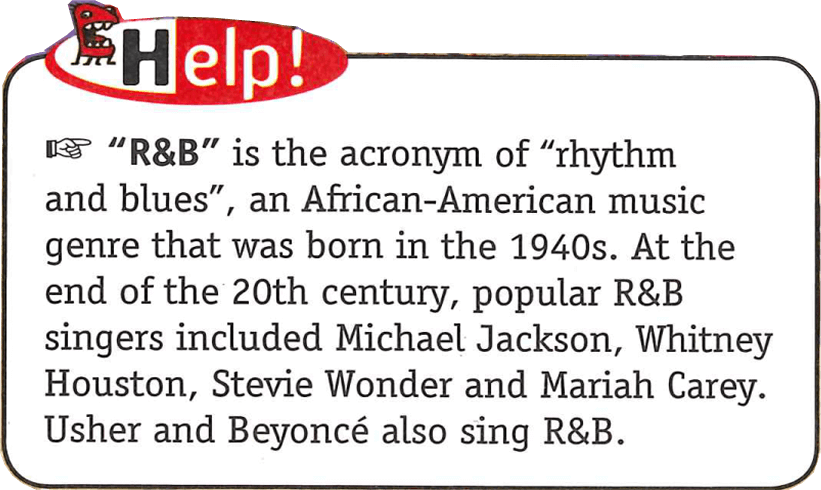 Help!
☞ “R&B” is the acronym of “rhythm
and blues”, an African-American music
genre that was born in the 1940s. At the
end of the 20th century, popular R&B
singers included Michael Jackson, Whitney
Houston, Stevie Wonder and Mariah Carey.
Usher and Beyoncé also sing R&B.